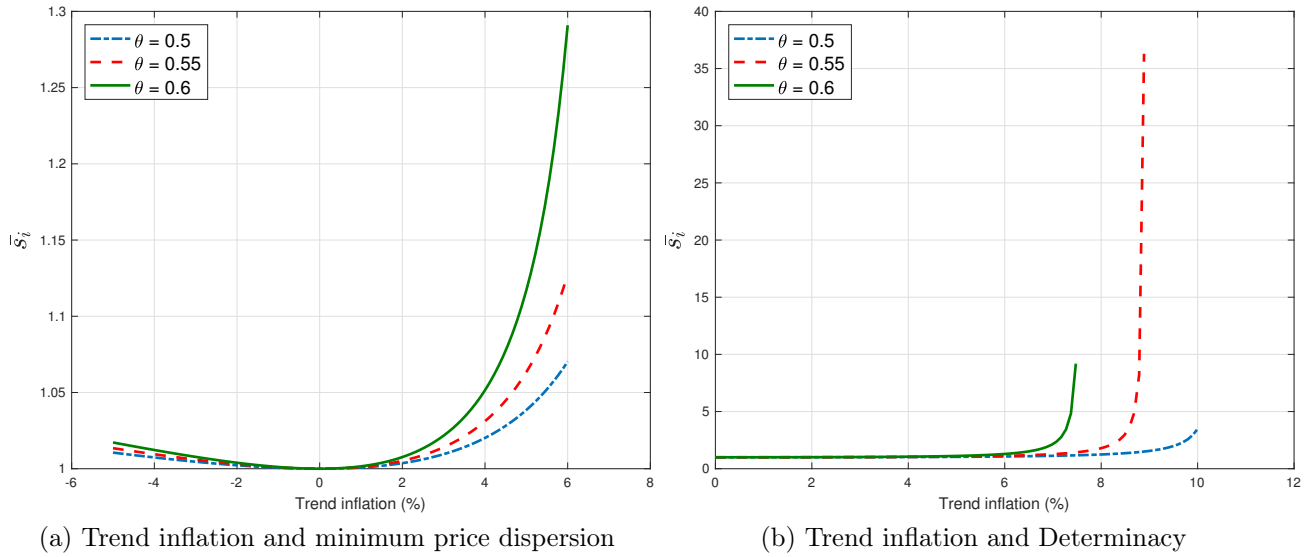 θ = 0.5
θ = 0.55
θ = 0.6
1.3
1.25
1.2
1.15
1.1
1.05
1
s̄ᵢ
-6 -4 -2 0 2 4 6 8
Trend inflation (%)
(a) Trend inflation and minimum price dispersion
θ = 0.5
θ = 0.55
θ = 0.6
40
35
30
25
20
15
10
5
0
s̄ᵢ
0 2 4 6 8 10 12
Trend inflation (%)
(b) Trend inflation and Determinacy